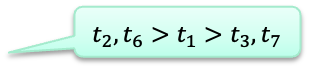 t₂, t₆ > t₁ > t₃, t₇